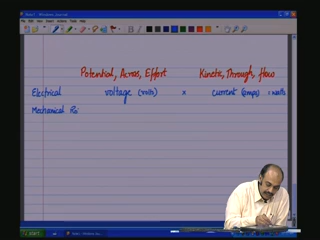 Potential, Across, Effort Kinetic, Through, flow
Electrical voltage (volts) × current (amps) = watts
Mechanical